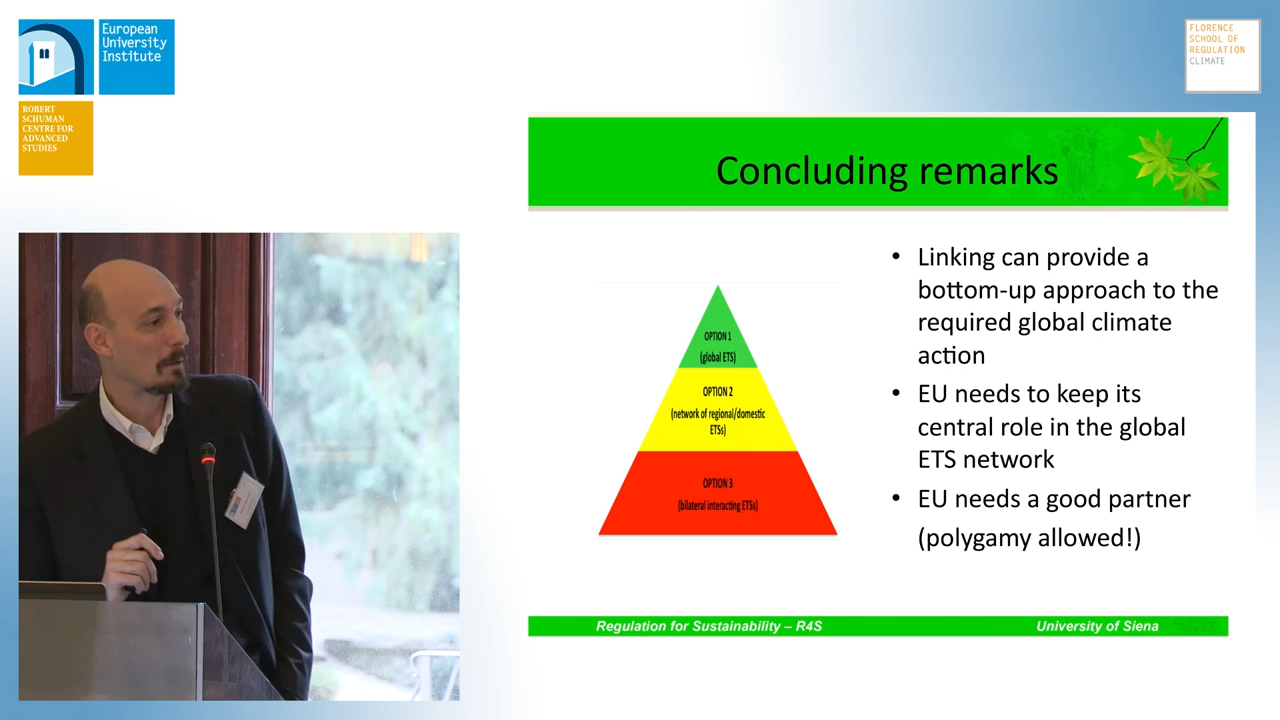 European
University
Institute
ROBERT
SCHUMAN
CENTRE FOR
ADVANCED
STUDIES
FLORENCE
SCHOOL OF
REGULATION
CLIMATE
Concluding remarks
OPTION 1
(global ETS)
OPTION 2
(network of regional/domestic
ETSs)
OPTION 3
(bilateral interacting ETSs)
• Linking can provide a
bottom-up approach to the
required global climate
action
• EU needs to keep its
central role in the global
ETS network
• EU needs a good partner
(polygamy allowed!)
Regulation for Sustainability – R4S
University of Siena